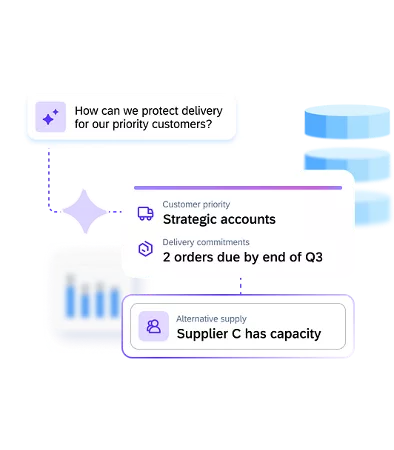 How can we protect delivery
for our priority customers?
Customer priority
Strategic accounts
Delivery commitments
2 orders due by end of Q3
Alternative supply
Supplier C has capacity